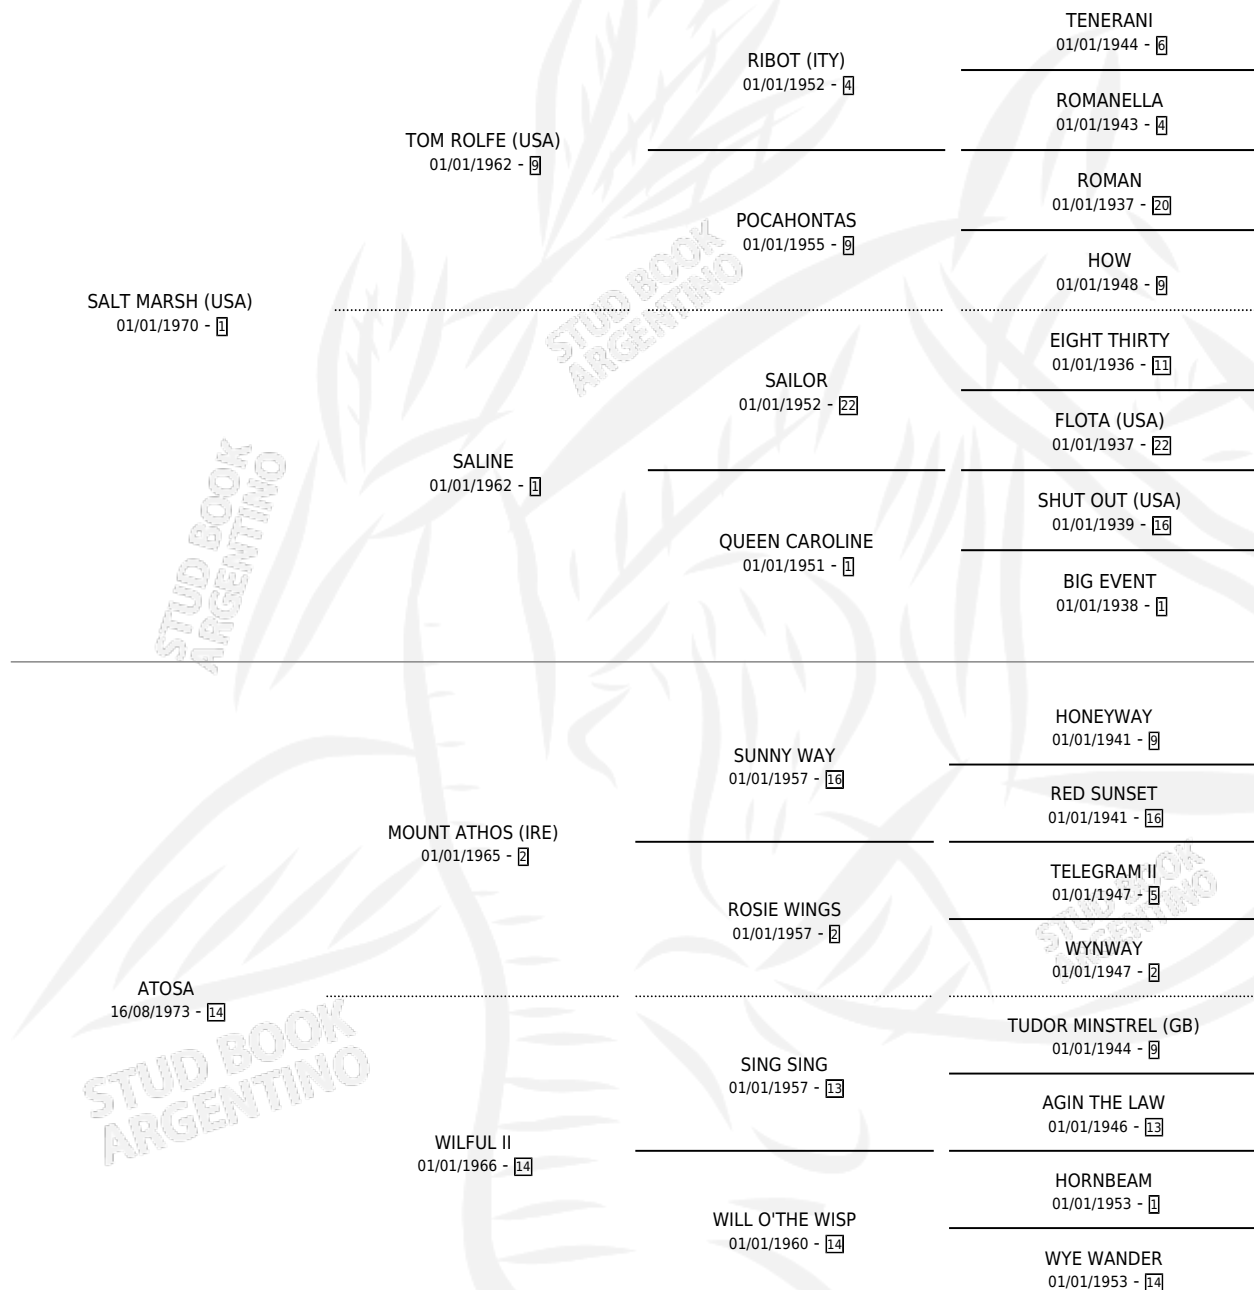 TENERANI
01/01/1944 - 6
RIBOT (ITY)
01/01/1952 - 4
ROMANELLA
01/01/1943 - 4
TOM ROLFE (USA)
01/01/1962 - 9
ROMAN
01/01/1937 - 20
POCAHONTAS
01/01/1955 - 9
HOW
01/01/1948 - 9
SALT MARSH (USA)
01/01/1970 - 1
STUD BOOK
ARGENTINO
EIGHT THIRTY
01/01/1936 - 11
SAILOR
01/01/1952 - 22
FLOTA (USA)
01/01/1937 - 22
SALINE
01/01/1962 - 1
SHUT OUT (USA)
01/01/1939 - 16
QUEEN CAROLINE
01/01/1951 - 1
BIG EVENT
01/01/1938 - 1
STUD BOOK
ARGENTINO
HONEYWAY
01/01/1941 - 9
SUNNY WAY
01/01/1957 - 16
RED SUNSET
01/01/1941 - 16
MOUNT ATHOS (IRE)
01/01/1965 - 2
TELEGRAM II
01/01/1947 - 5
ROSIE WINGS
01/01/1957 - 2
WYNWAY
01/01/1947 - 2
STUD BOOK
ARGENTINO
ATOSA
16/08/1973 - 14
TUDOR MINSTREL (GB)
01/01/1944 - 9
SING SING
01/01/1957 - 13
AGIN THE LAW
01/01/1946 - 13
STUD BOOK
ARGENTINO
WILFUL II
01/01/1966 - 14
HORNBEAM
01/01/1953 - 1
WILL O'THE WISP
01/01/1960 - 14
WYE WANDER
01/01/1953 - 14